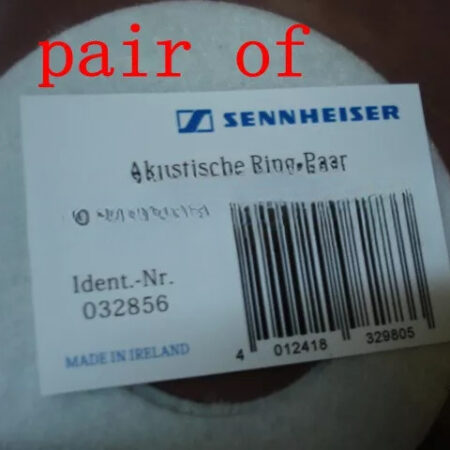 pair of
SENNHEISER
Akustische Ring, Paar
Ident.-Nr.
032856
MADE IN IRELAND
4 012418 329805